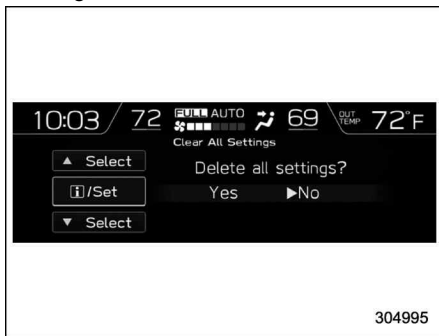 10:03 72 FULL AUTO 69 OUT TEMP 72°F
Clear All Settings
▲ Select
Delete all settings?
i/Set
Yes ▶No
▼ Select
304995